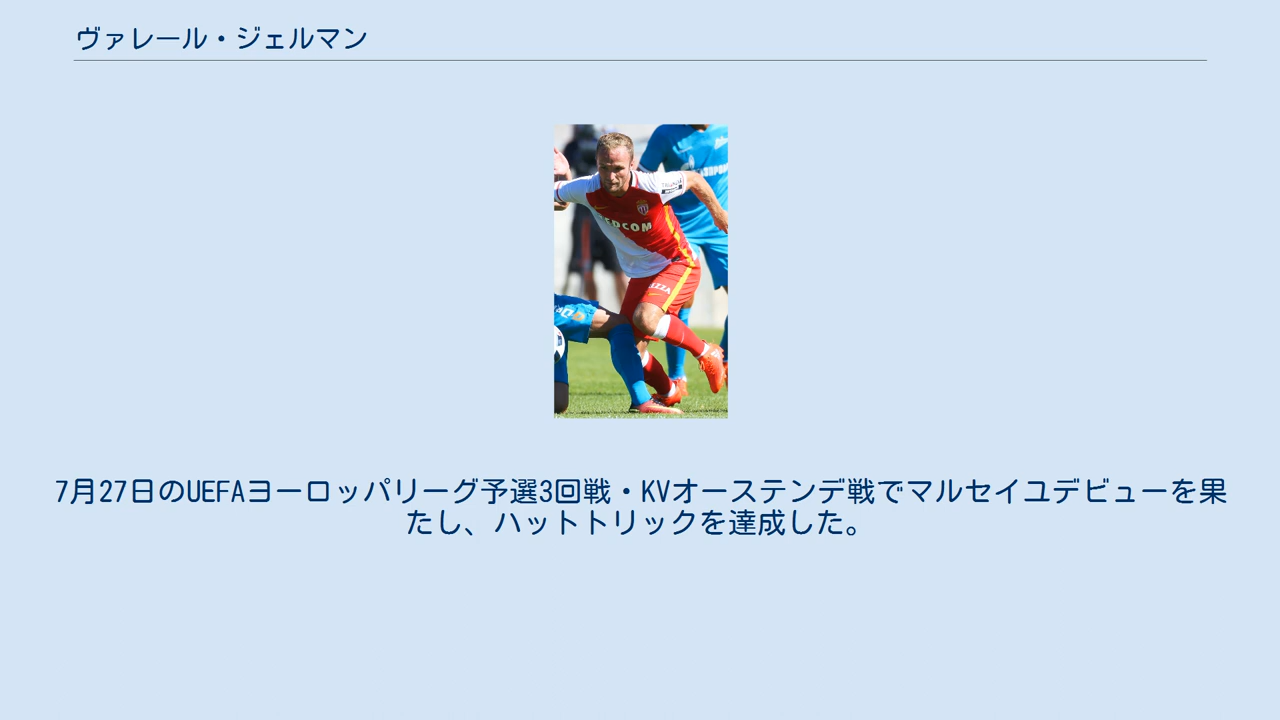 ヴァレール・ジェルマン
7月27日のUEFAヨーロッパリーグ予選3回戦・KVオーステンデ戦でマルセイユデビューを果
たし、ハットトリックを達成した。